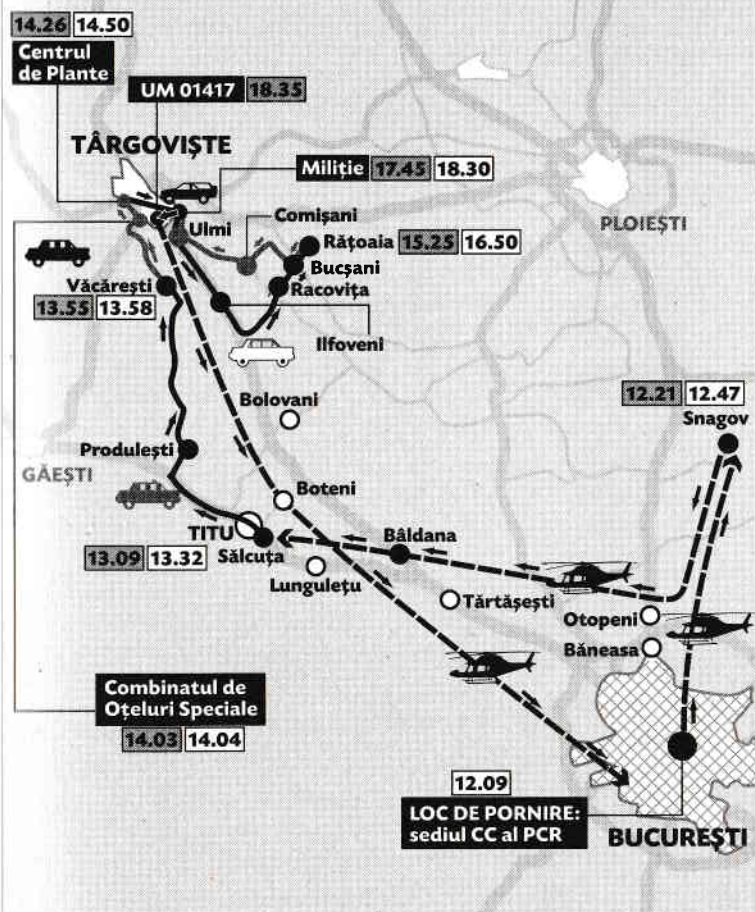 14.26 14.50
Centrul
de Plante
UM 01417 18.35
TÂRGOVIȘTE
Miliție 17.45 18.30
PLOIEȘTI
Ulmi
Comișani
Rățoaia 15.25 16.50
Bucșani
Racovița
Văcărești
13.55 13.58
Ilfoveni
12.21 12.47
Snagov
Bolovani
Produlești
GĂEȘTI
Boteni
TITU
Sălcuța
13.09 13.32
Bâldana
Lungulețu
Tărtășești
Otopeni
Băneasa
Combinatul de
Oțeluri Speciale
14.03 14.04
12.09
LOC DE PORNIRE:
sediul CC al PCR
BUCUREȘTI